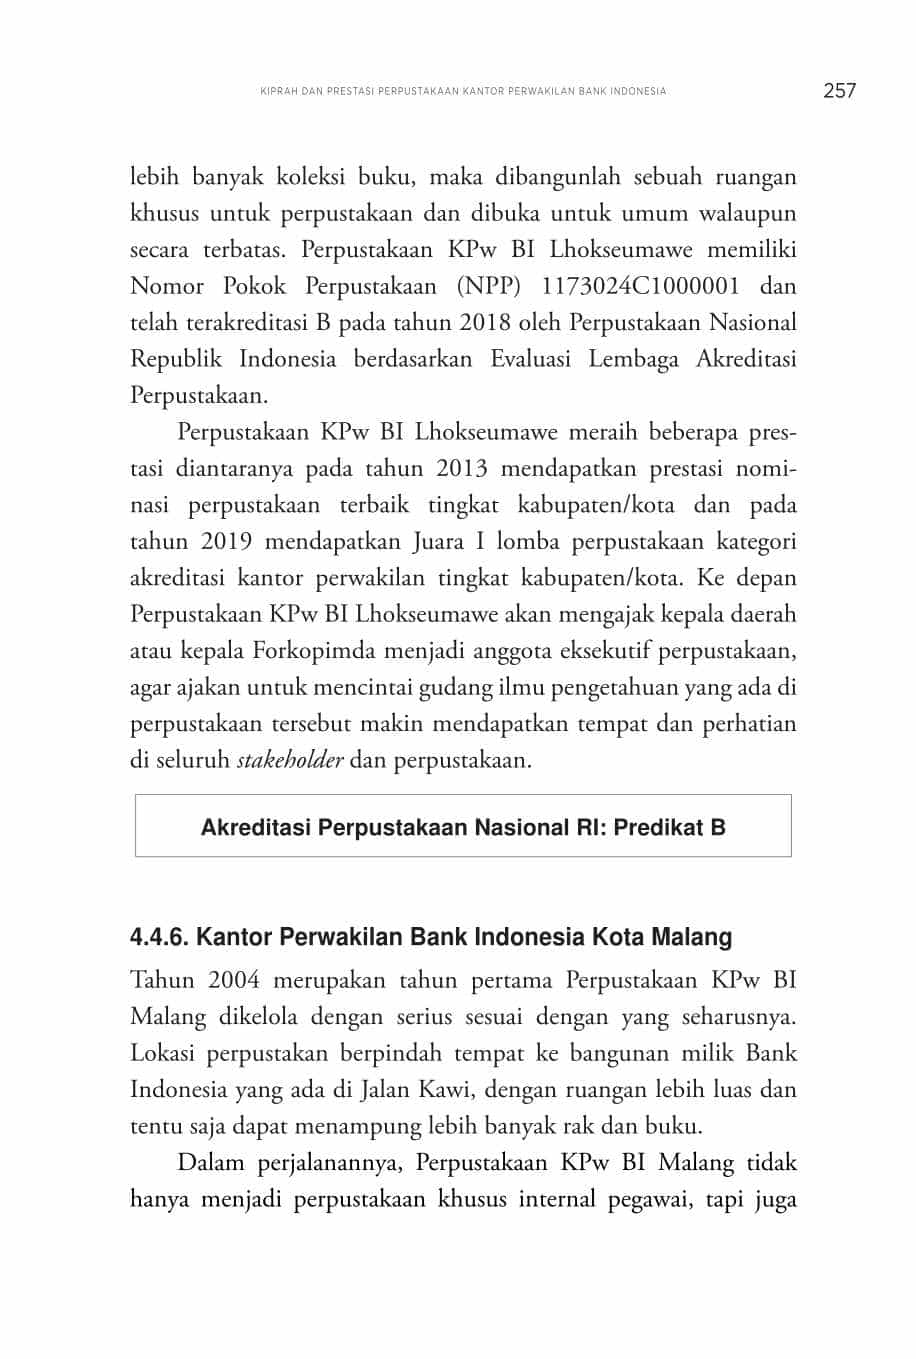 KIPRAH DAN PRESTASI PERPUSTAKAAN KANTOR PERWAKILAN BANK INDONESIA
257
lebih banyak koleksi buku, maka dibangunlah sebuah ruangan
khusus untuk perpustakaan dan dibuka untuk umum walaupun
secara terbatas. Perpustakaan KPw BI Lhokseumawe memiliki
Nomor Pokok Perpustakaan (NPP) 1173024C1000001 dan
telah terakreditasi B pada tahun 2018 oleh Perpustakaan Nasional
Republik Indonesia berdasarkan Evaluasi Lembaga Akreditasi
Perpustakaan.
Perpustakaan KPw BI Lhokseumawe meraih beberapa pres-
tasi diantaranya pada tahun 2013 mendapatkan prestasi nomi-
nasi perpustakaan terbaik tingkat kabupaten/kota dan pada
tahun 2019 mendapatkan Juara I lomba perpustakaan kategori
akreditasi kantor perwakilan tingkat kabupaten/kota. Ke depan
Perpustakaan KPw BI Lhokseumawe akan mengajak kepala daerah
atau kepala Forkopimda menjadi anggota eksekutif perpustakaan,
agar ajakan untuk mencintai gudang ilmu pengetahuan yang ada di
perpustakaan tersebut makin mendapatkan tempat dan perhatian
di seluruh stakeholder dan perpustakaan.
Akreditasi Perpustakaan Nasional RI: Predikat B
4.4.6. Kantor Perwakilan Bank Indonesia Kota Malang
Tahun 2004 merupakan tahun pertama Perpustakaan KPw BI
Malang dikelola dengan serius sesuai dengan yang seharusnya.
Lokasi perpustakan berpindah tempat ke bangunan milik Bank
Indonesia yang ada di Jalan Kawi, dengan ruangan lebih luas dan
tentu saja dapat menampung lebih banyak rak dan buku.
Dalam perjalanannya, Perpustakaan KPw BI Malang tidak
hanya menjadi perpustakaan khusus internal pegawai, tapi juga